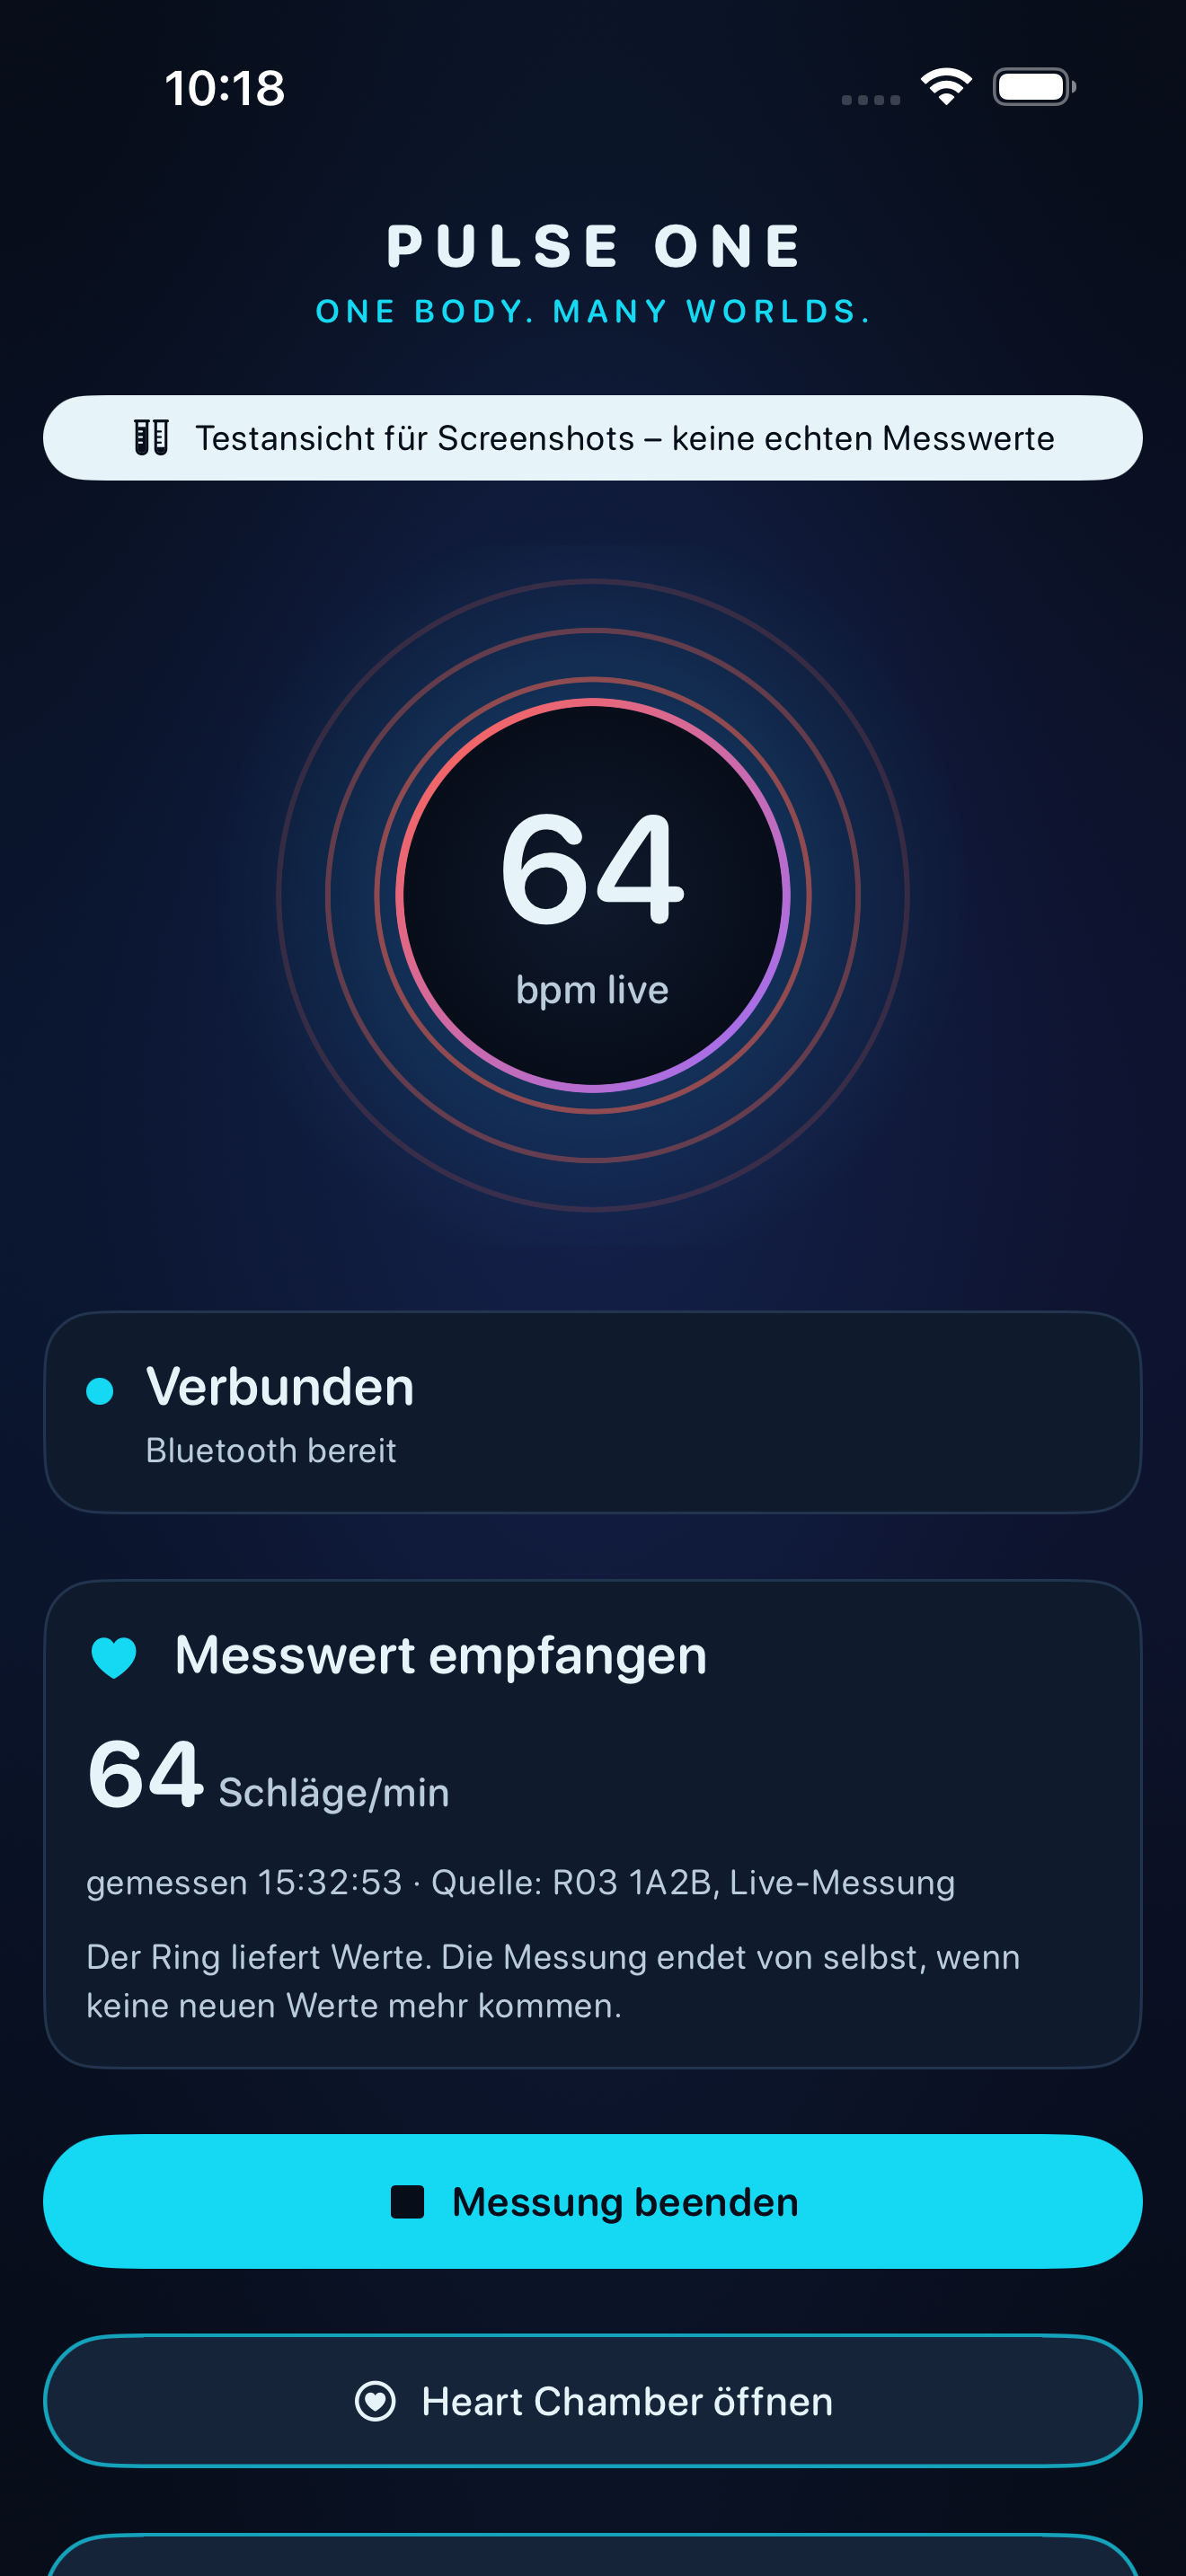 10:18
PULSE ONE
ONE BODY. MANY WORLDS.
Testansicht für Screenshots – keine echten Messwerte
64
bpm live
Verbunden
Bluetooth bereit
Messwert empfangen
64 Schläge/min
gemessen 15:32:53 · Quelle: R03 1A2B, Live-Messung
Der Ring liefert Werte. Die Messung endet von selbst, wenn
keine neuen Werte mehr kommen.
Messung beenden
Heart Chamber öffnen